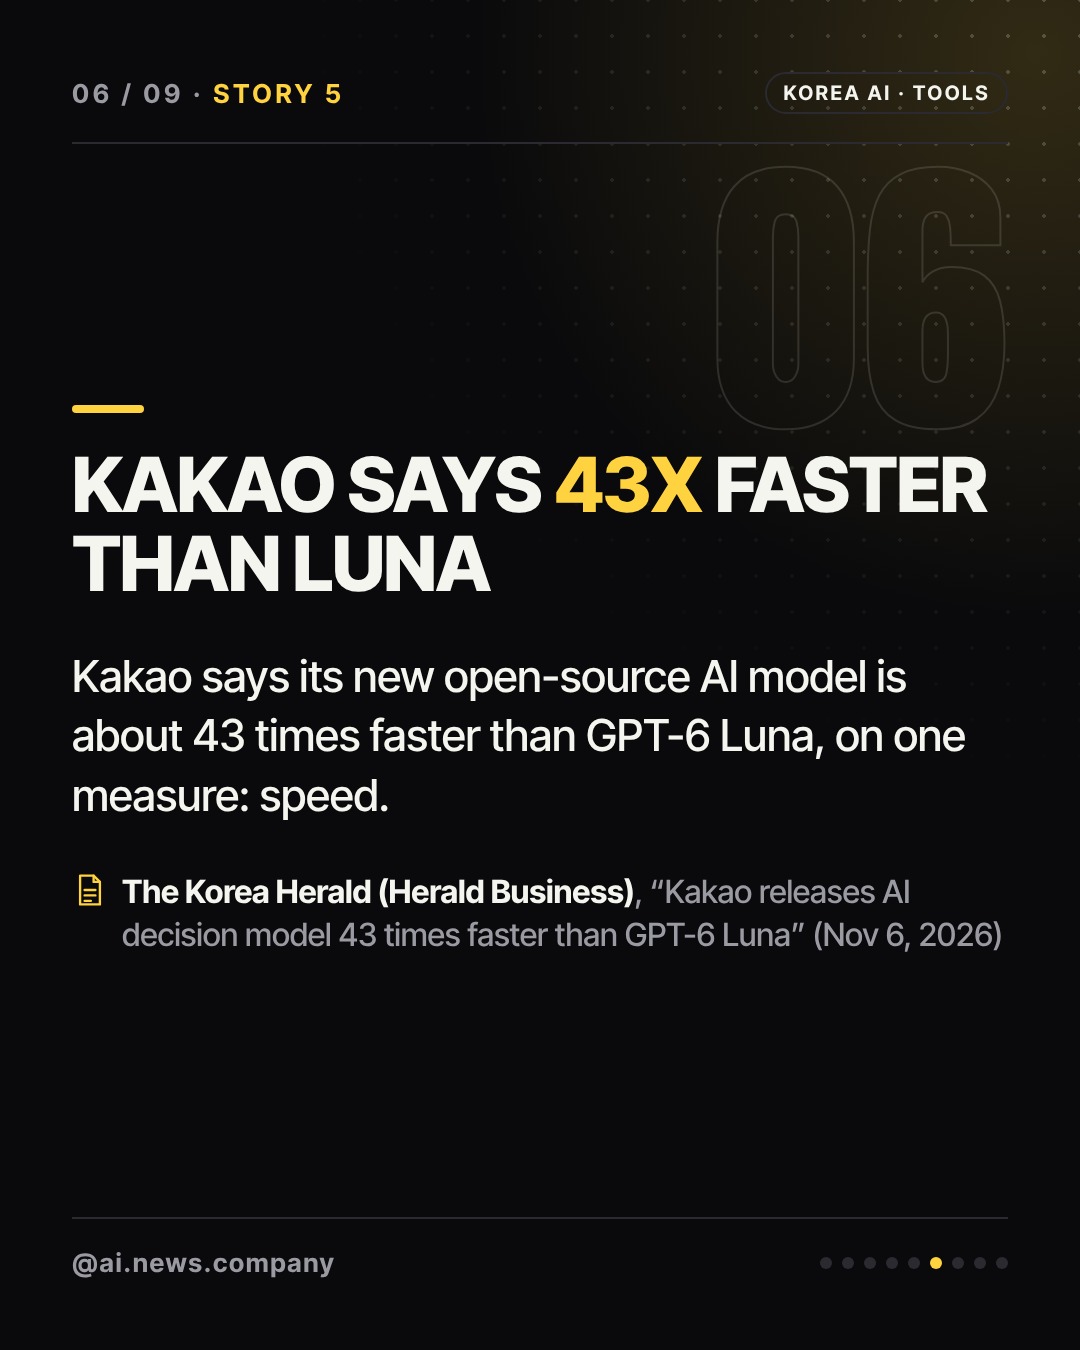 06 / 09 · STORY 5
KOREA AI · TOOLS
06
KAKAO SAYS 43X FASTER
THAN LUNA
Kakao says its new open-source AI model is
about 43 times faster than GPT-6 Luna, on one
measure: speed.
The Korea Herald (Herald Business), “Kakao releases AI
decision model 43 times faster than GPT-6 Luna” (Nov 6, 2026)
@ai.news.company